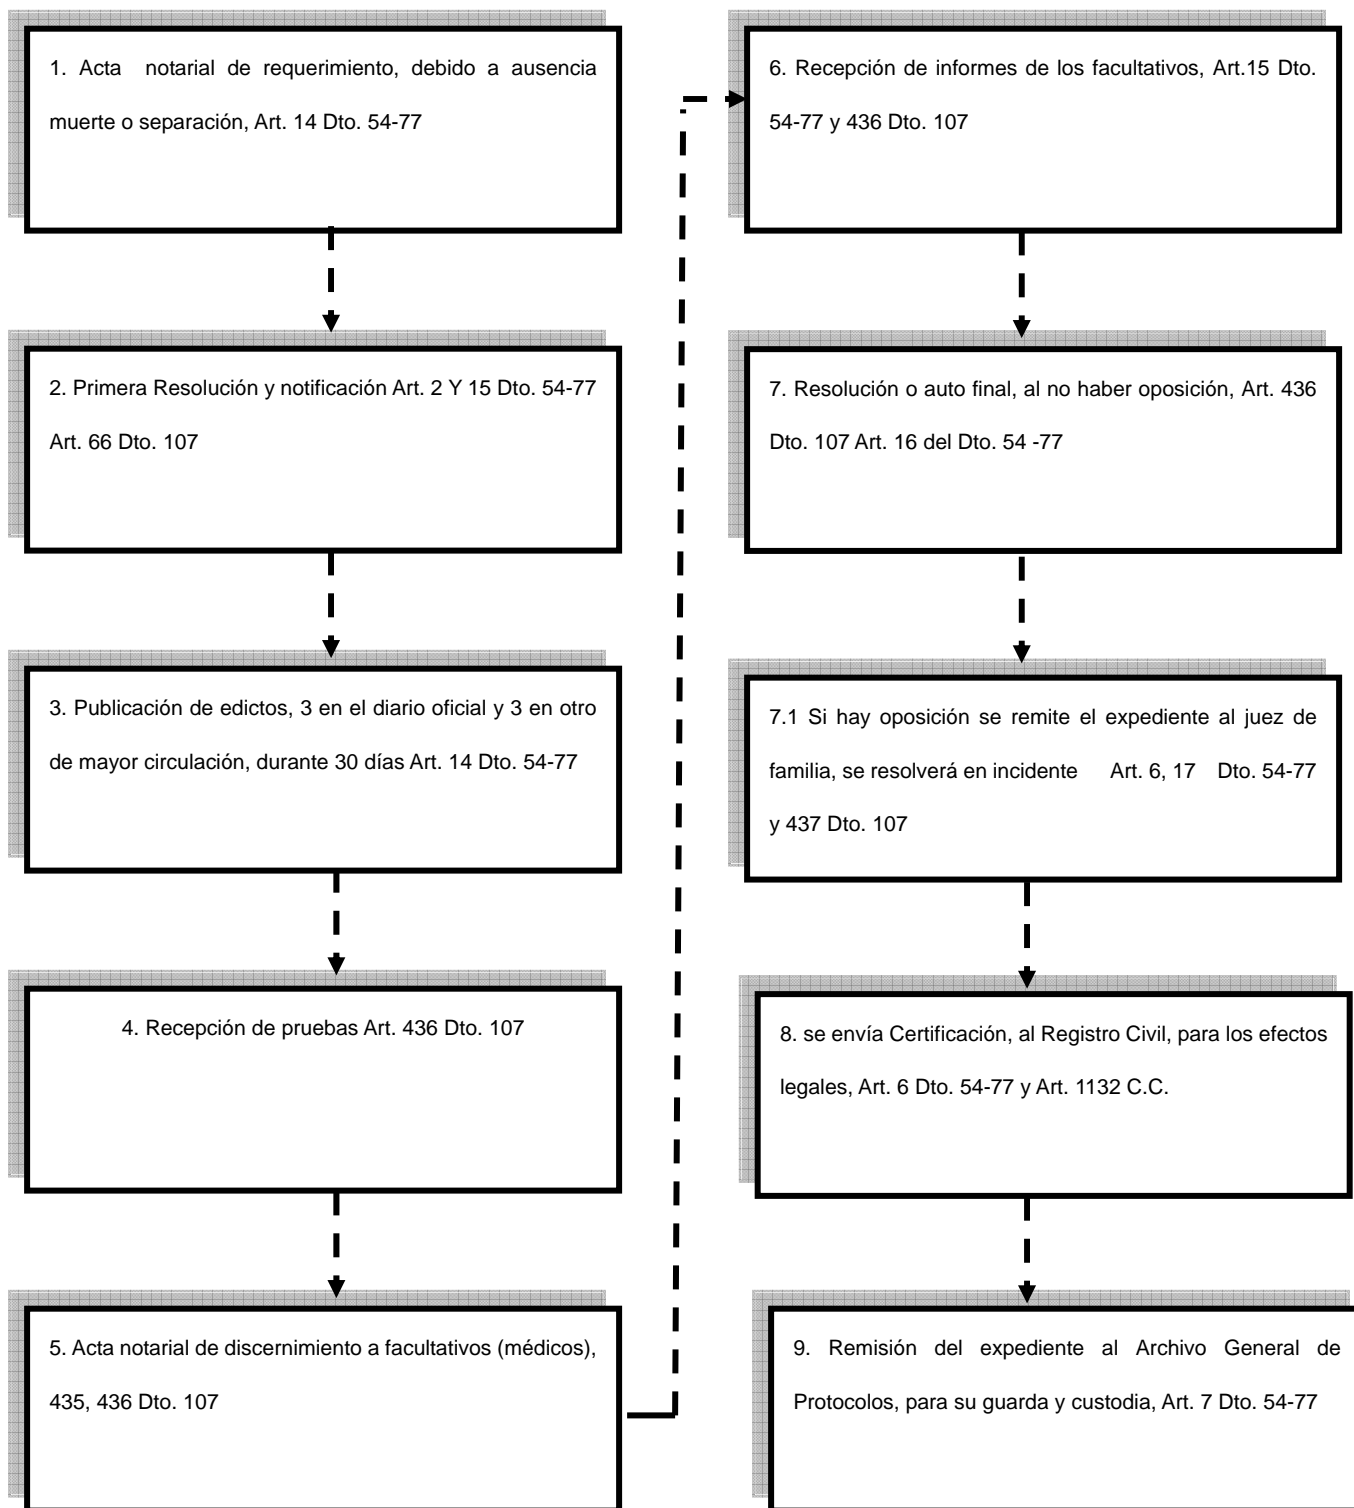 1. Acta notarial de requerimiento, debido a ausencia
muerte o separación, Art. 14 Dto. 54-77
2. Primera Resolución y notificación Art. 2 Y 15 Dto. 54-77
Art. 66 Dto. 107
3. Publicación de edictos, 3 en el diario oficial y 3 en otro
de mayor circulación, durante 30 días Art. 14 Dto. 54-77
4. Recepción de pruebas Art. 436 Dto. 107
5. Acta notarial de discernimiento a facultativos (médicos),
435, 436 Dto. 107
6. Recepción de informes de los facultativos, Art.15 Dto.
54-77 y 436 Dto. 107
7. Resolución o auto final, al no haber oposición, Art. 436
Dto. 107 Art. 16 del Dto. 54 -77
7.1 Si hay oposición se remite el expediente al juez de
familia, se resolverá en incidente Art. 6, 17 Dto. 54-77
y 437 Dto. 107
8. se envía Certificación, al Registro Civil, para los efectos
legales, Art. 6 Dto. 54-77 y Art. 1132 C.C.
9. Remisión del expediente al Archivo General de
Protocolos, para su guarda y custodia, Art. 7 Dto. 54-77